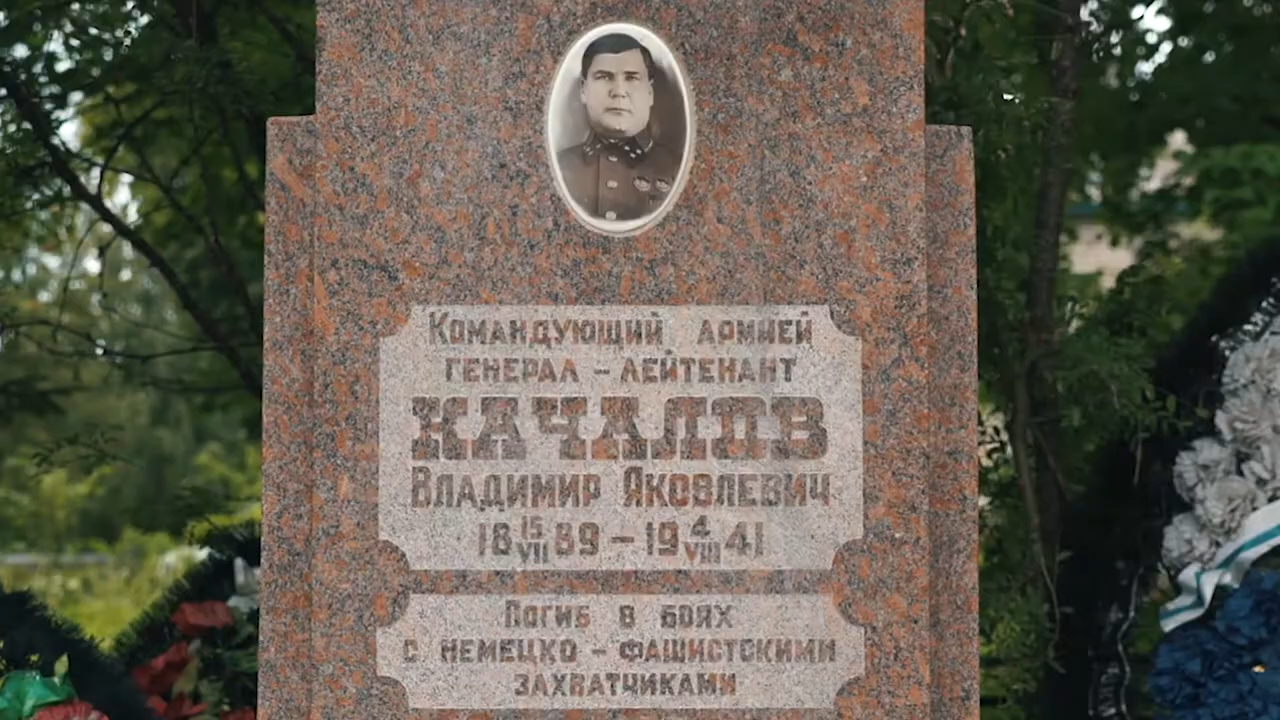 Командующий армией
генерал – лейтенант
КАЧАЛОВ
Владимир Яковлевич
18 15/VII 89 – 19 4/VIII 41
Погиб в боях
с немецко – фашистскими
захватчиками